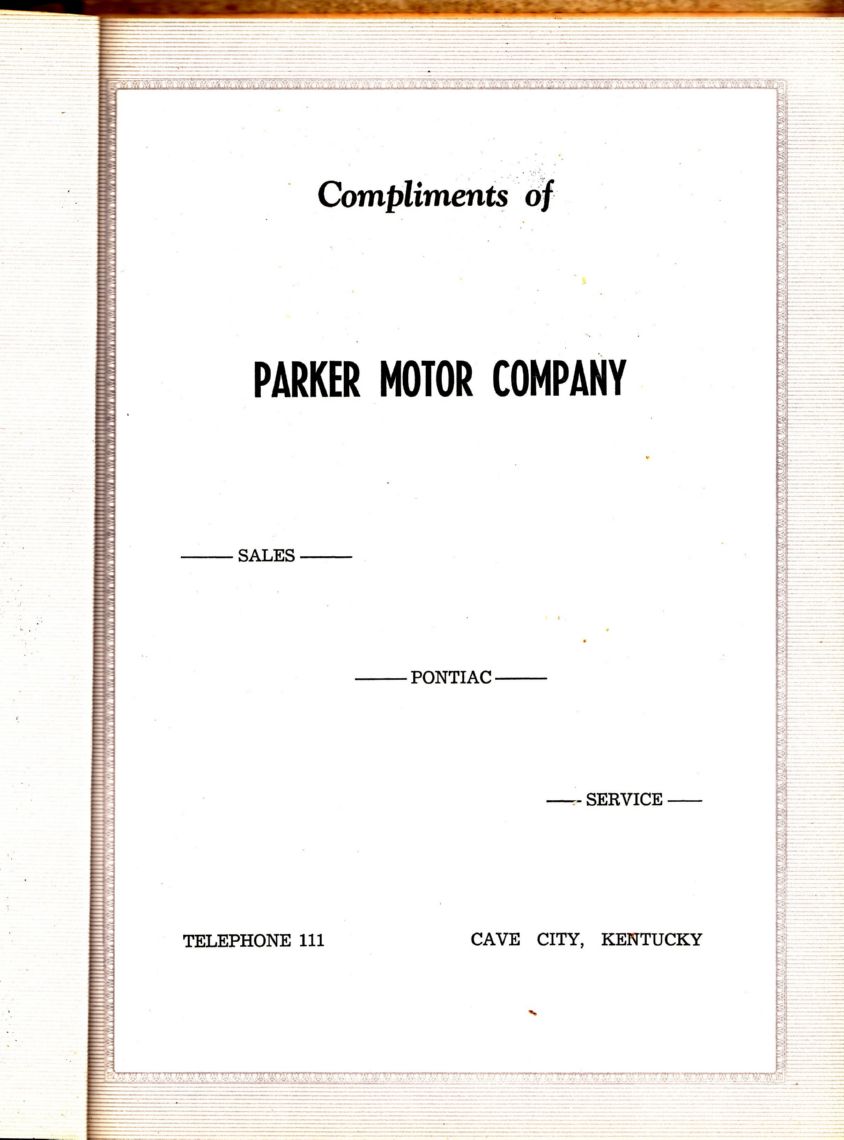 Compliments of
PARKER MOTOR COMPANY
—— SALES ——
—— PONTIAC ——
—— SERVICE ——
TELEPHONE 111 CAVE CITY, KENTUCKY